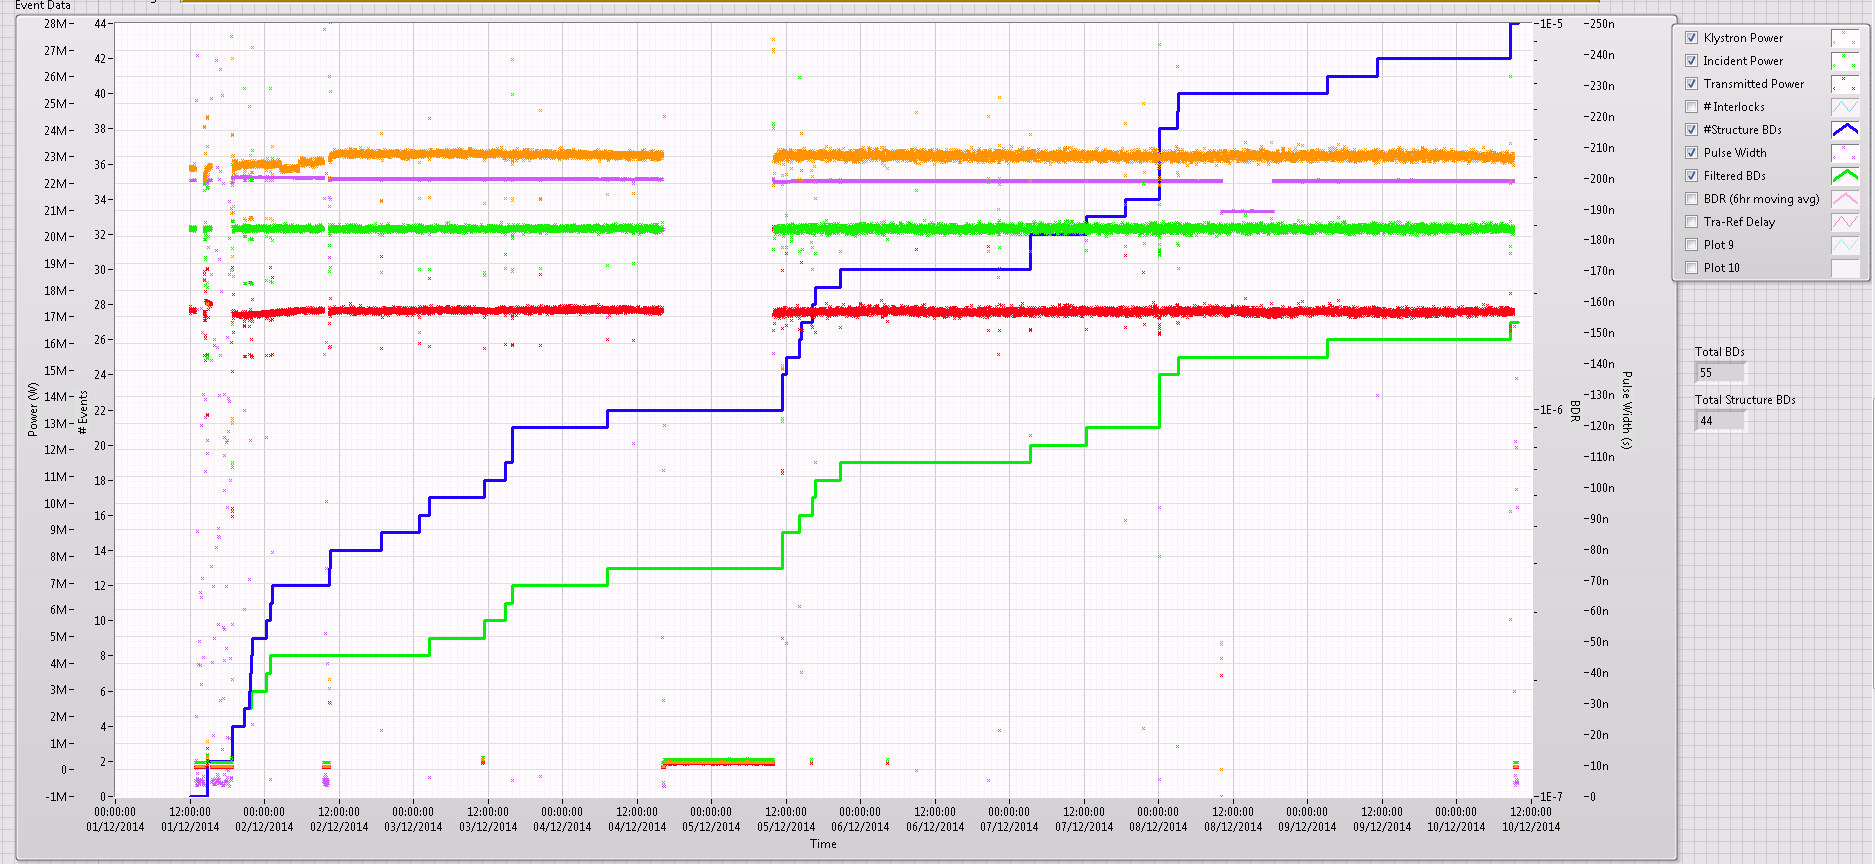 Event Data
28M
27M
26M
25M
24M
23M
22M
21M
20M
19M
18M
17M
16M
15M
14M
13M
12M
11M
10M
9M
8M
7M
6M
5M
4M
3M
2M
1M
0
-1M
Power (W)
44
42
40
38
36
34
32
30
28
26
24
22
20
18
16
14
12
10
8
6
4
2
0
# Events
1E-5
1E-6
1E-7
BDR
250n
240n
230n
220n
210n
200n
190n
180n
170n
160n
150n
140n
130n
120n
110n
100n
90n
80n
70n
60n
50n
40n
30n
20n
10n
0
Pulse Width (s)
00:00:00 12:00:00 00:00:00 12:00:00 00:00:00 12:00:00 00:00:00 12:00:00 00:00:00 12:00:00 00:00:00 12:00:00 00:00:00 12:00:00 00:00:00 12:00:00 00:00:00 12:00:00 00:00:00 12:00:00
01/12/2014 01/12/2014 02/12/2014 02/12/2014 03/12/2014 03/12/2014 04/12/2014 04/12/2014 05/12/2014 05/12/2014 06/12/2014 06/12/2014 07/12/2014 07/12/2014 08/12/2014 08/12/2014 09/12/2014 09/12/2014 10/12/2014 10/12/2014
Time
Klystron Power
Incident Power
Transmitted Power
# Interlocks
#Structure BDs
Pulse Width
Filtered BDs
BDR (6hr moving avg)
Tra-Ref Delay
Plot 9
Plot 10
Total BDs
55
Total Structure BDs
44